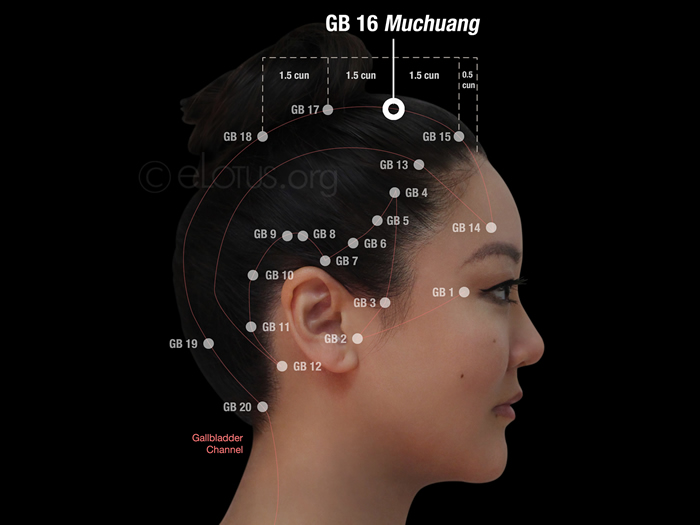 GB 16 Muchuang
1.5 cun
1.5 cun
1.5 cun
0.5
cun
GB 17
GB 18
GB 15
GB 13
© eLotus.org
GB 4
GB 5
GB 14
GB 9
GB 8
GB 6
GB 7
GB 10
GB 1
GB 3
GB 11
GB 2
GB 19
GB 12
GB 20
Gallbladder
Channel